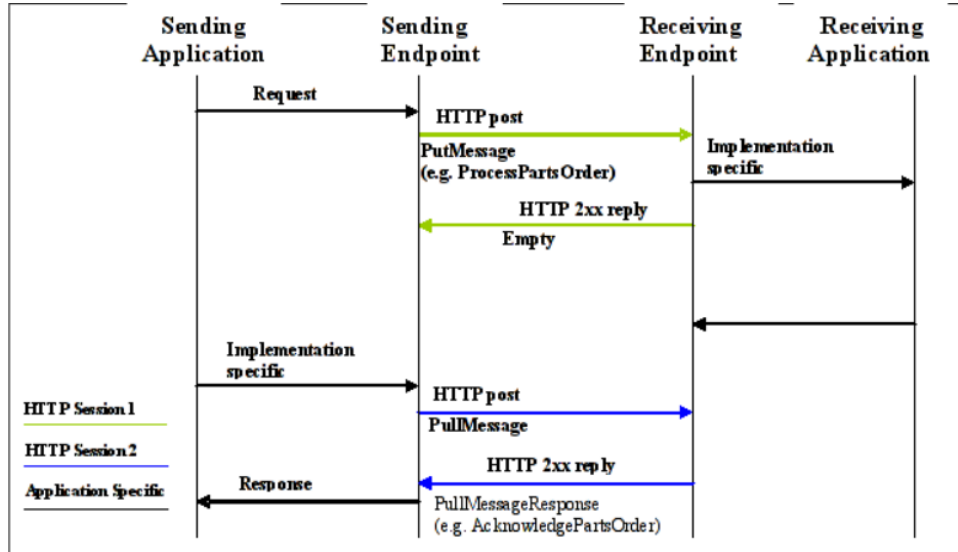 Sending Application
Sending Endpoint
Receiving Endpoint
Receiving Application
Request
HTTP post
PutMessage
(e.g. ProcessPartsOrder)
Implementation
specific
HTTP 2xx reply
Empty
Implementation
specific
HTTP post
PullMessage
HTTP 2xx reply
Response
PullMessageResponse
(e.g. AcknowledgePartsOrder)
HTTP Session 1
HTTP Session 2
Application Specific